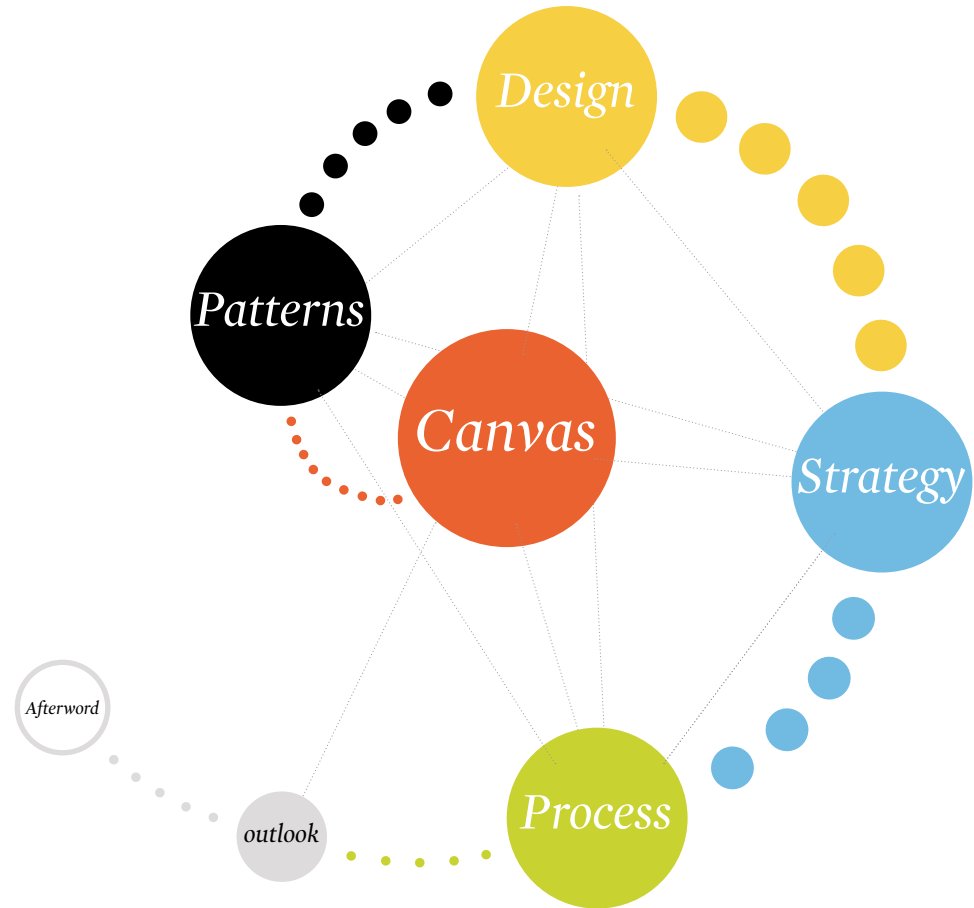 Design
Patterns
Canvas
Strategy
Afterword
outlook
Process